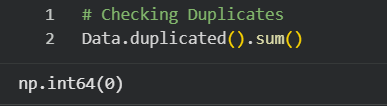 1 # Checking Duplicates
2 Data.duplicated().sum()
np.int64(0)